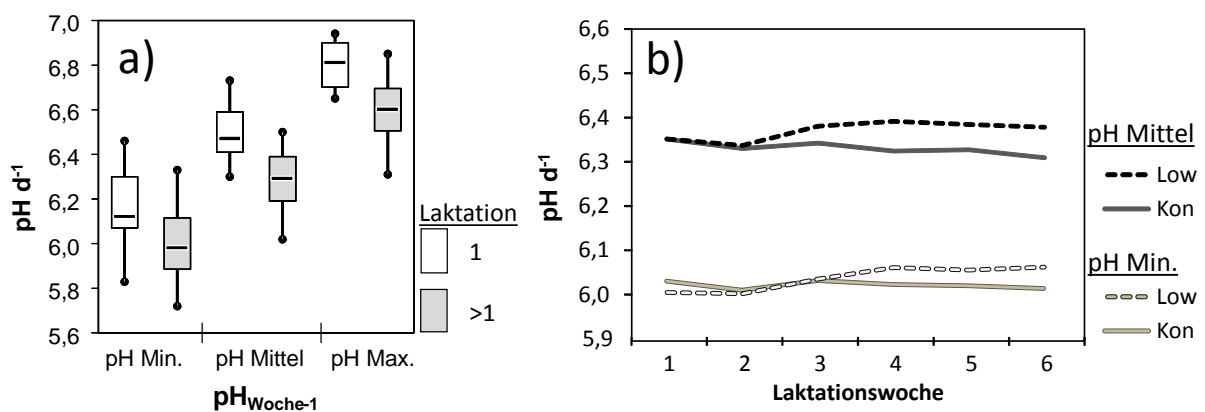 a)
7,0
6,8
6,6
6,4
6,2
6,0
5,8
5,6
pH d-1
pH Min.
pH Mittel
pH Max.
pHWoche-1
Laktation
1
>1
b)
6,6
6,5
6,4
6,3
6,2
6,1
6,0
5,9
pH d-1
1 2 3 4 5 6
Laktationswoche
pH Mittel
Low
Kon
pH Min.
Low
Kon